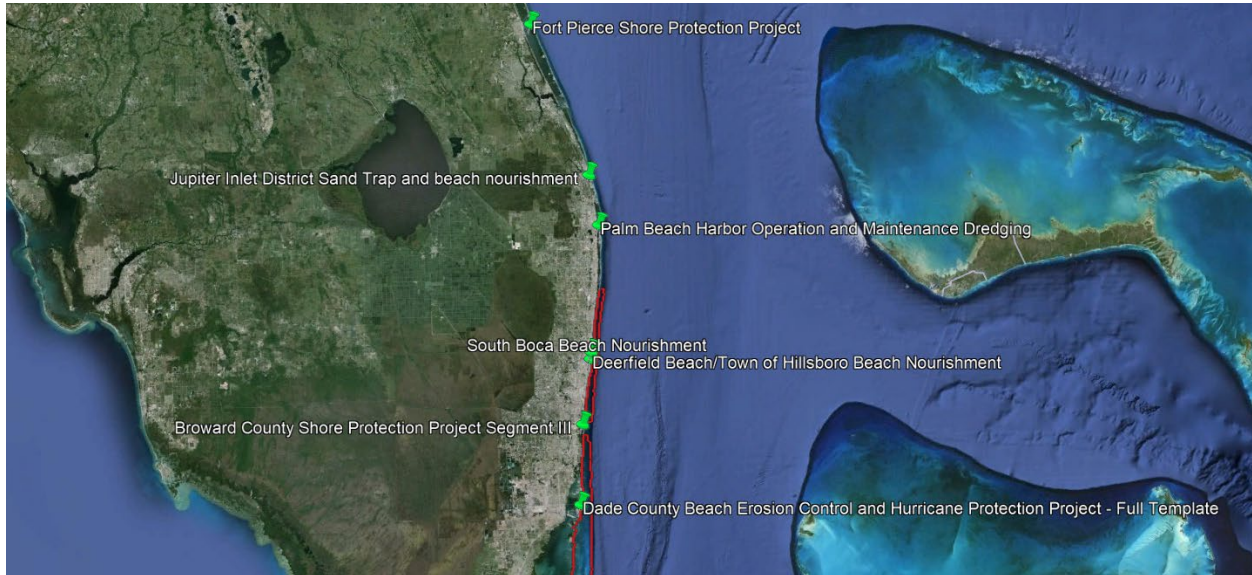 Fort Pierce Shore Protection Project
Jupiter Inlet District Sand Trap and beach nourishment
Palm Beach Harbor Operation and Maintenance Dredging
South Boca Beach Nourishment
Deerfield Beach/Town of Hillsboro Beach Nourishment
Broward County Shore Protection Project Segment III
Dade County Beach Erosion Control and Hurricane Protection Project - Full Template